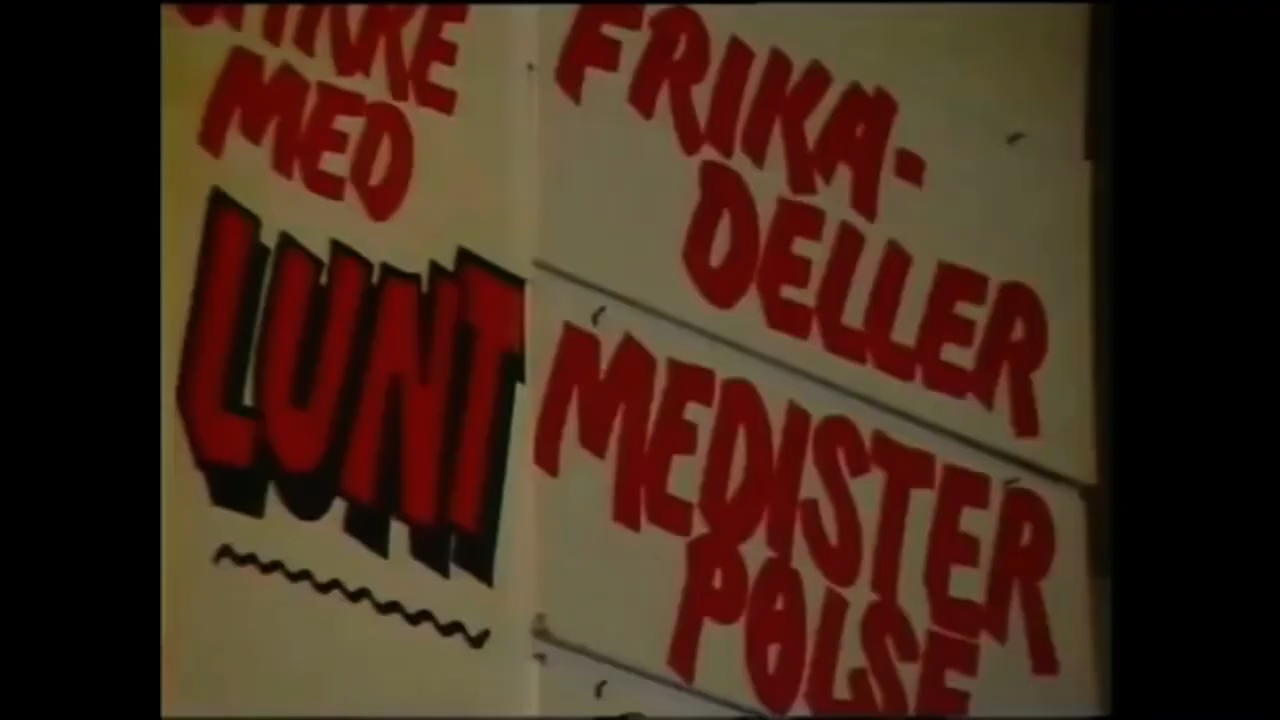 MED
LUNT
FRIKA-
DELLER
MEDISTER
PØLSE